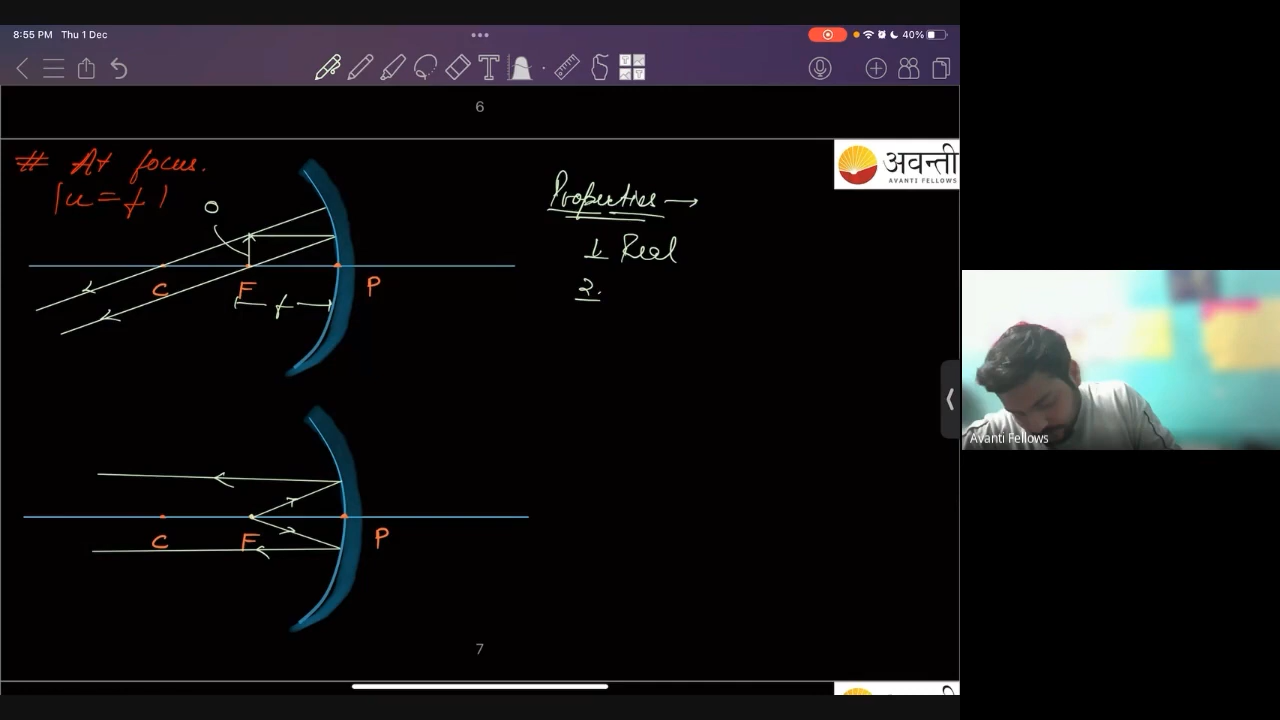 8:55 PM Thu 1 Dec
40%
6
# At focus.
|u = f|
अवन्ती
AVANTI FELLOWS
Properties →
1. Real
2.
O
C F P
f
C F P
7
Avanti Fellows